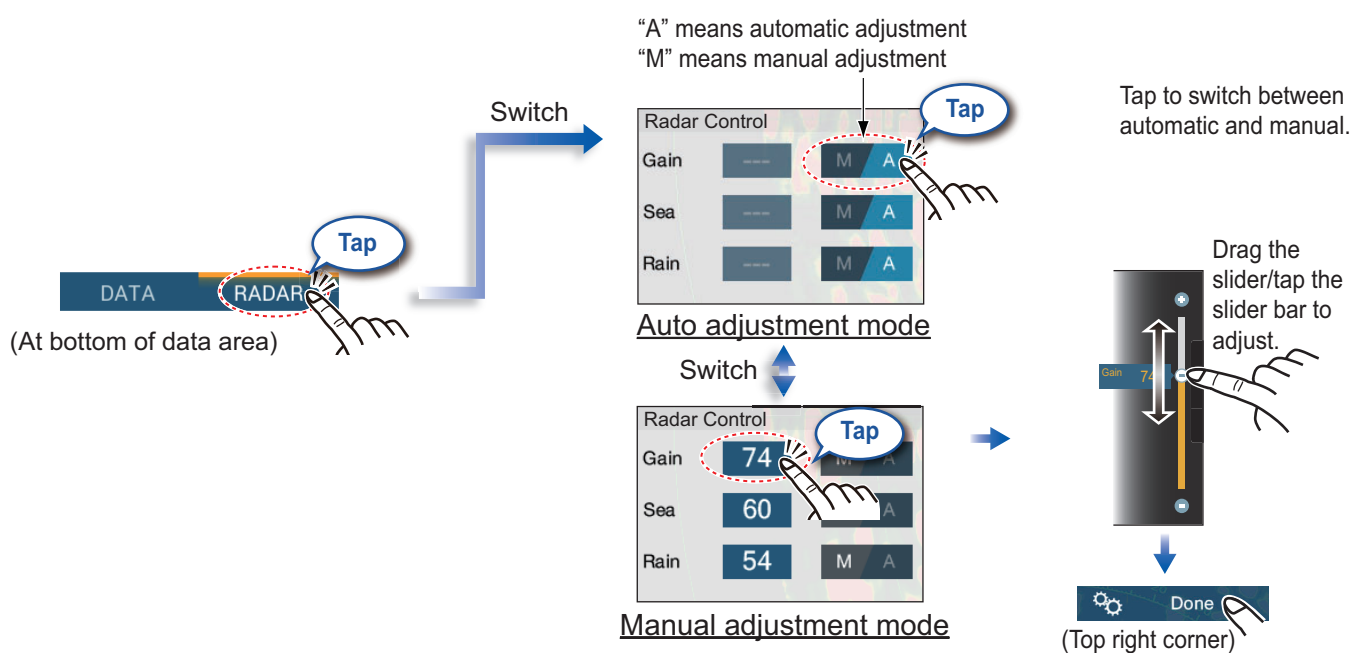 “A” means automatic adjustment
“M” means manual adjustment
Tap to switch between
automatic and manual.
Switch
Tap
Radar Control
Gain --- M A
Sea --- M A
Rain --- M A
Auto adjustment mode
Tap
DATA RADAR
(At bottom of data area)
Switch
Radar Control
Tap
Gain 74 M A
Sea 60 A
Rain 54 M A
Manual adjustment mode
Drag the
slider/tap the
slider bar to
adjust.
Gain 74
Done
(Top right corner)